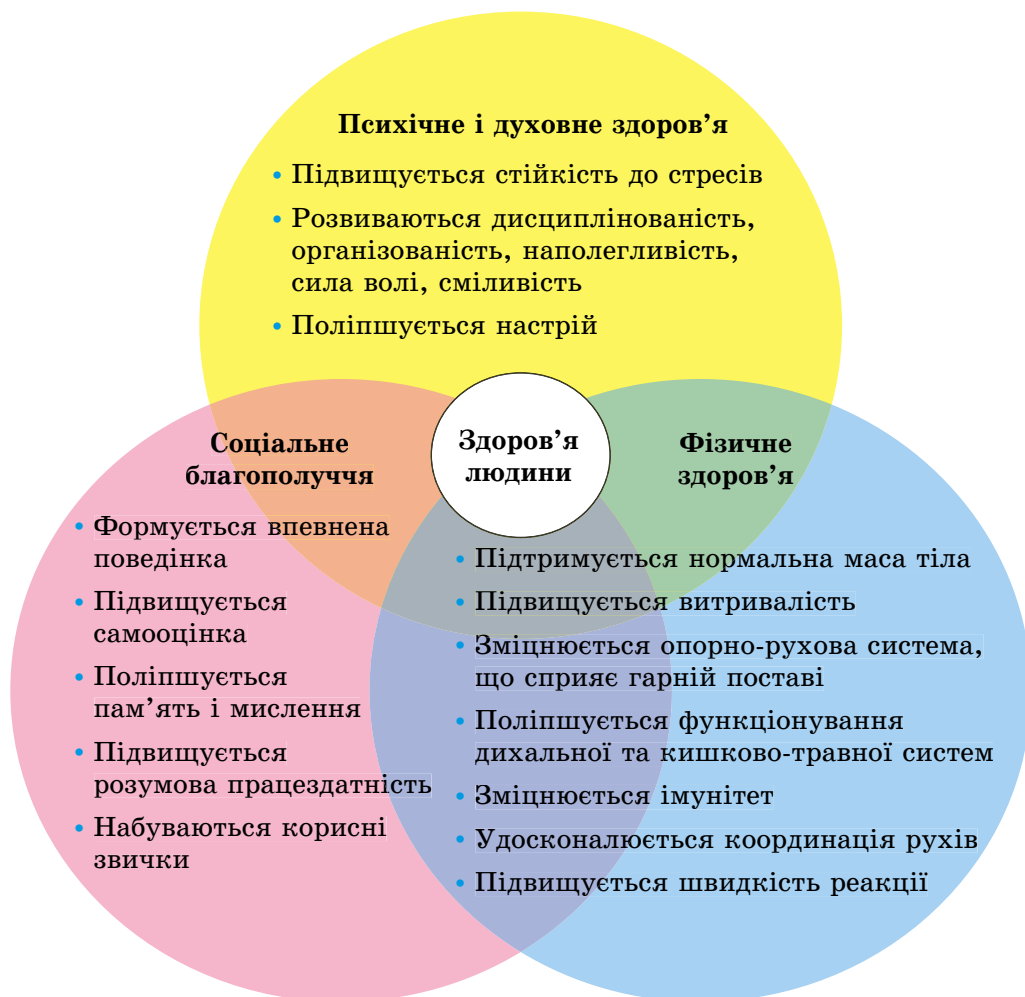 Психічне і духовне здоров’я
• Підвищується стійкість до стресів
• Розвиваються дисциплінованість,
організованість, наполегливість,
сила волі, сміливість
• Поліпшується настрій
Здоров’я
людини
Соціальне
благополуччя
• Формується впевнена
поведінка
• Підвищується
самооцінка
• Поліпшується
пам’ять і мислення
• Підвищується
розумова працездатність
• Набуваються корисні
звички
Фізичне
здоров’я
• Підтримується нормальна маса тіла
• Підвищується витривалість
• Зміцнюється опорно-рухова система,
що сприяє гарній поставі
• Поліпшується функціонування
дихальної та кишково-травної систем
• Зміцнюється імунітет
• Удосконалюється координація рухів
• Підвищується швидкість реакції